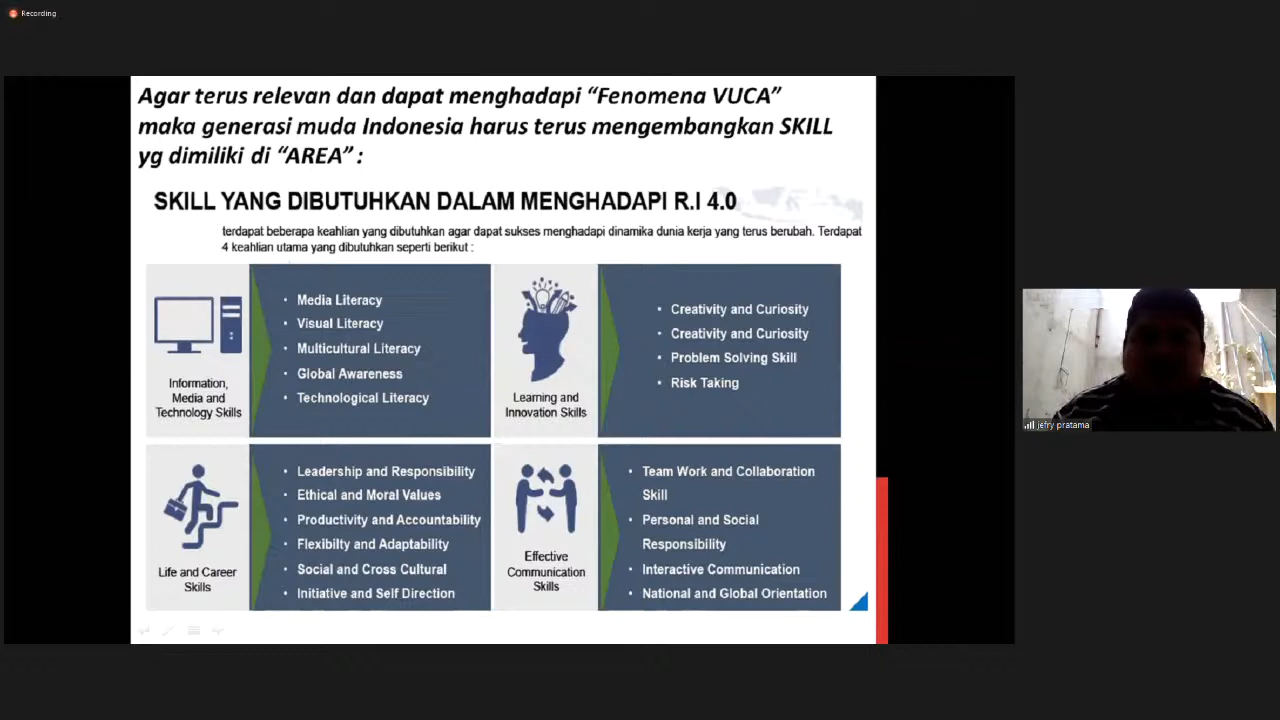 Recording
Agar terus relevan dan dapat menghadapi “Fenomena VUCA”
maka generasi muda Indonesia harus terus mengembangkan SKILL
yg dimiliki di “AREA” :
SKILL YANG DIBUTUHKAN DALAM MENGHADAPI R.I 4.0
terdapat beberapa keahlian yang dibutuhkan agar dapat sukses menghadapi dinamika dunia kerja yang terus berubah. Terdapat
4 keahlian utama yang dibutuhkan seperti berikut :
Information,
Media and
Technology Skills
• Media Literacy
• Visual Literacy
• Multicultural Literacy
• Global Awareness
• Technological Literacy
Learning and
Innovation Skills
• Creativity and Curiosity
• Creativity and Curiosity
• Problem Solving Skill
• Risk Taking
Life and Career
Skills
• Leadership and Responsibility
• Ethical and Moral Values
• Productivity and Accountability
• Flexibilty and Adaptability
• Social and Cross Cultural
• Initiative and Self Direction
Effective
Communication
Skills
• Team Work and Collaboration
Skill
• Personal and Social
Responsibility
• Interactive Communication
• National and Global Orientation
jefry pratama